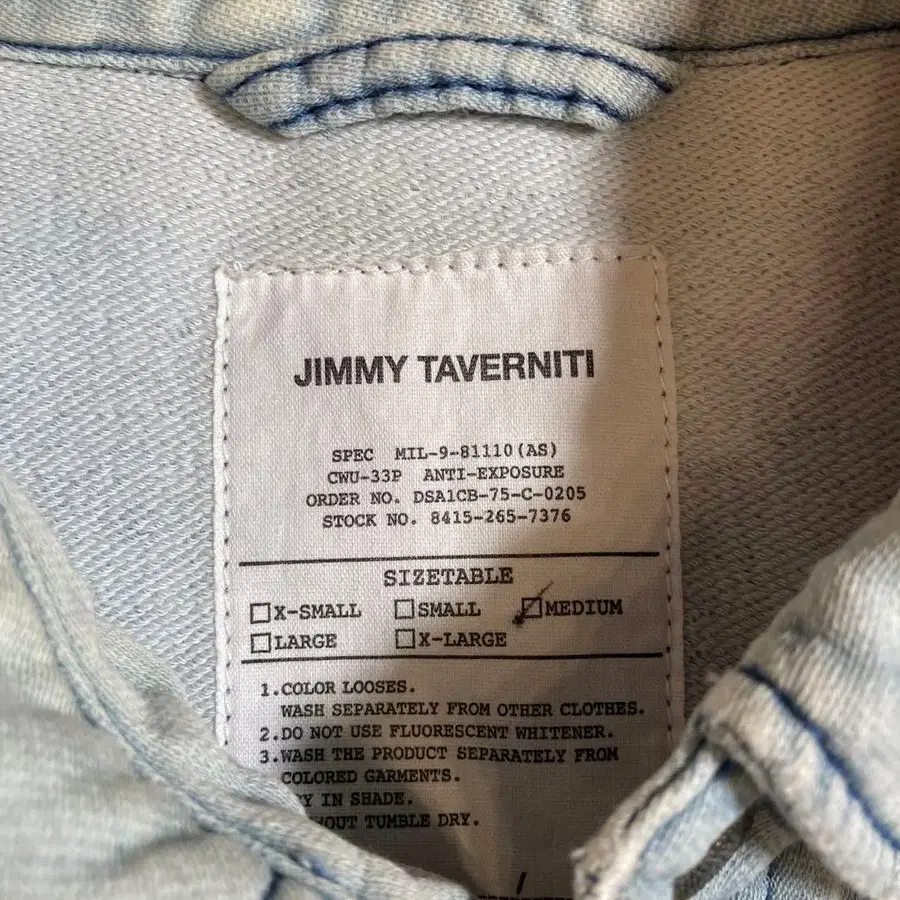 JIMMY TAVERNITI
SPEC MIL-9-81110(AS)
CWU-33P ANTI-EXPOSURE
ORDER NO. DSA1CB-75-C-0205
STOCK NO. 8415-265-7376
SIZETABLE
☐X-SMALL ☐SMALL ☑MEDIUM
☐LARGE ☐X-LARGE
1.COLOR LOOSES.
WASH SEPARATELY FROM OTHER CLOTHES.
2.DO NOT USE FLUORESCENT WHITENER.
3.WASH THE PRODUCT SEPARATELY FROM
COLORED GARMENTS.
IN SHADE.
TUMBLE DRY.